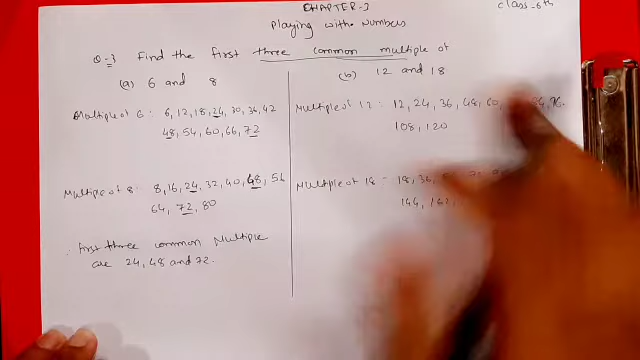 CHAPTER-3
Class-6th
Playing with Numbers
Q-3 Find the first three common multiple of
(a) 6 and 8
Multiple of 6: 6,12,18,24,30,36,42
48,54,60,66,72
Multiple of 8: 8,16,24,32,40,48,56
64,72,80
∴ first three common Multiple
are 24,48 and 72.
(b) 12 and 18
Multiple of 12: 12,24,36,48,60, 84,96.
108,120
Multiple of 18: 18,36,
144,162,